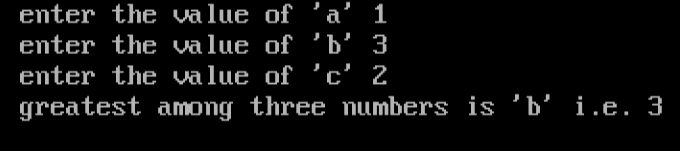 enter the value of 'a' 1
enter the value of 'b' 3
enter the value of 'c' 2
greatest among three numbers is 'b' i.e. 3